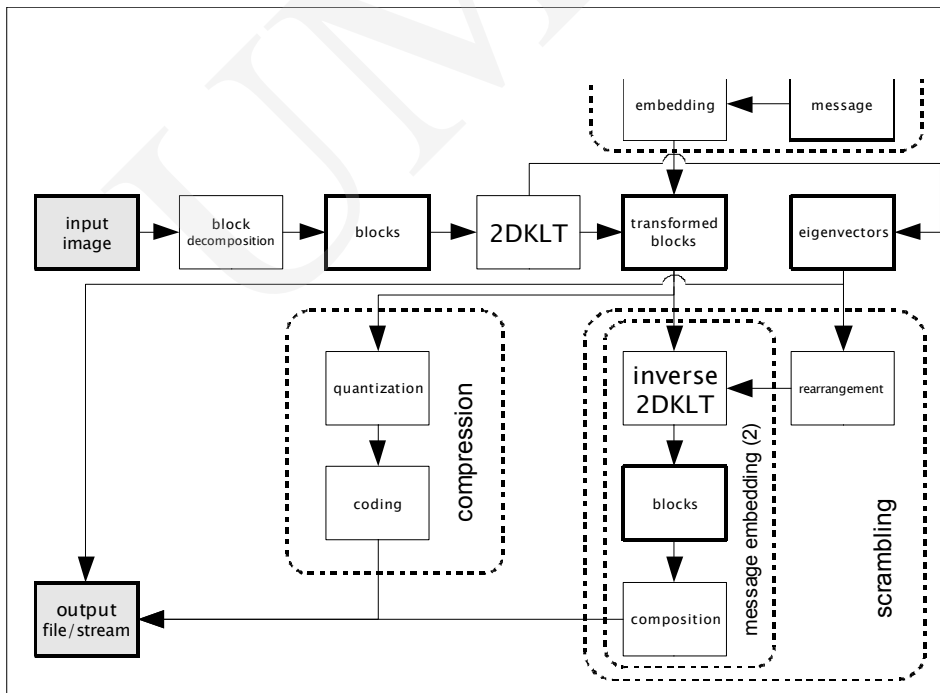 UM
embedding
message
input
image
block
decomposition
blocks
2DKLT
transformed
blocks
eigenvectors
quantization
coding
compression
inverse
2DKLT
blocks
composition
message embedding (2)
rearrangement
scrambling
output
file/stream